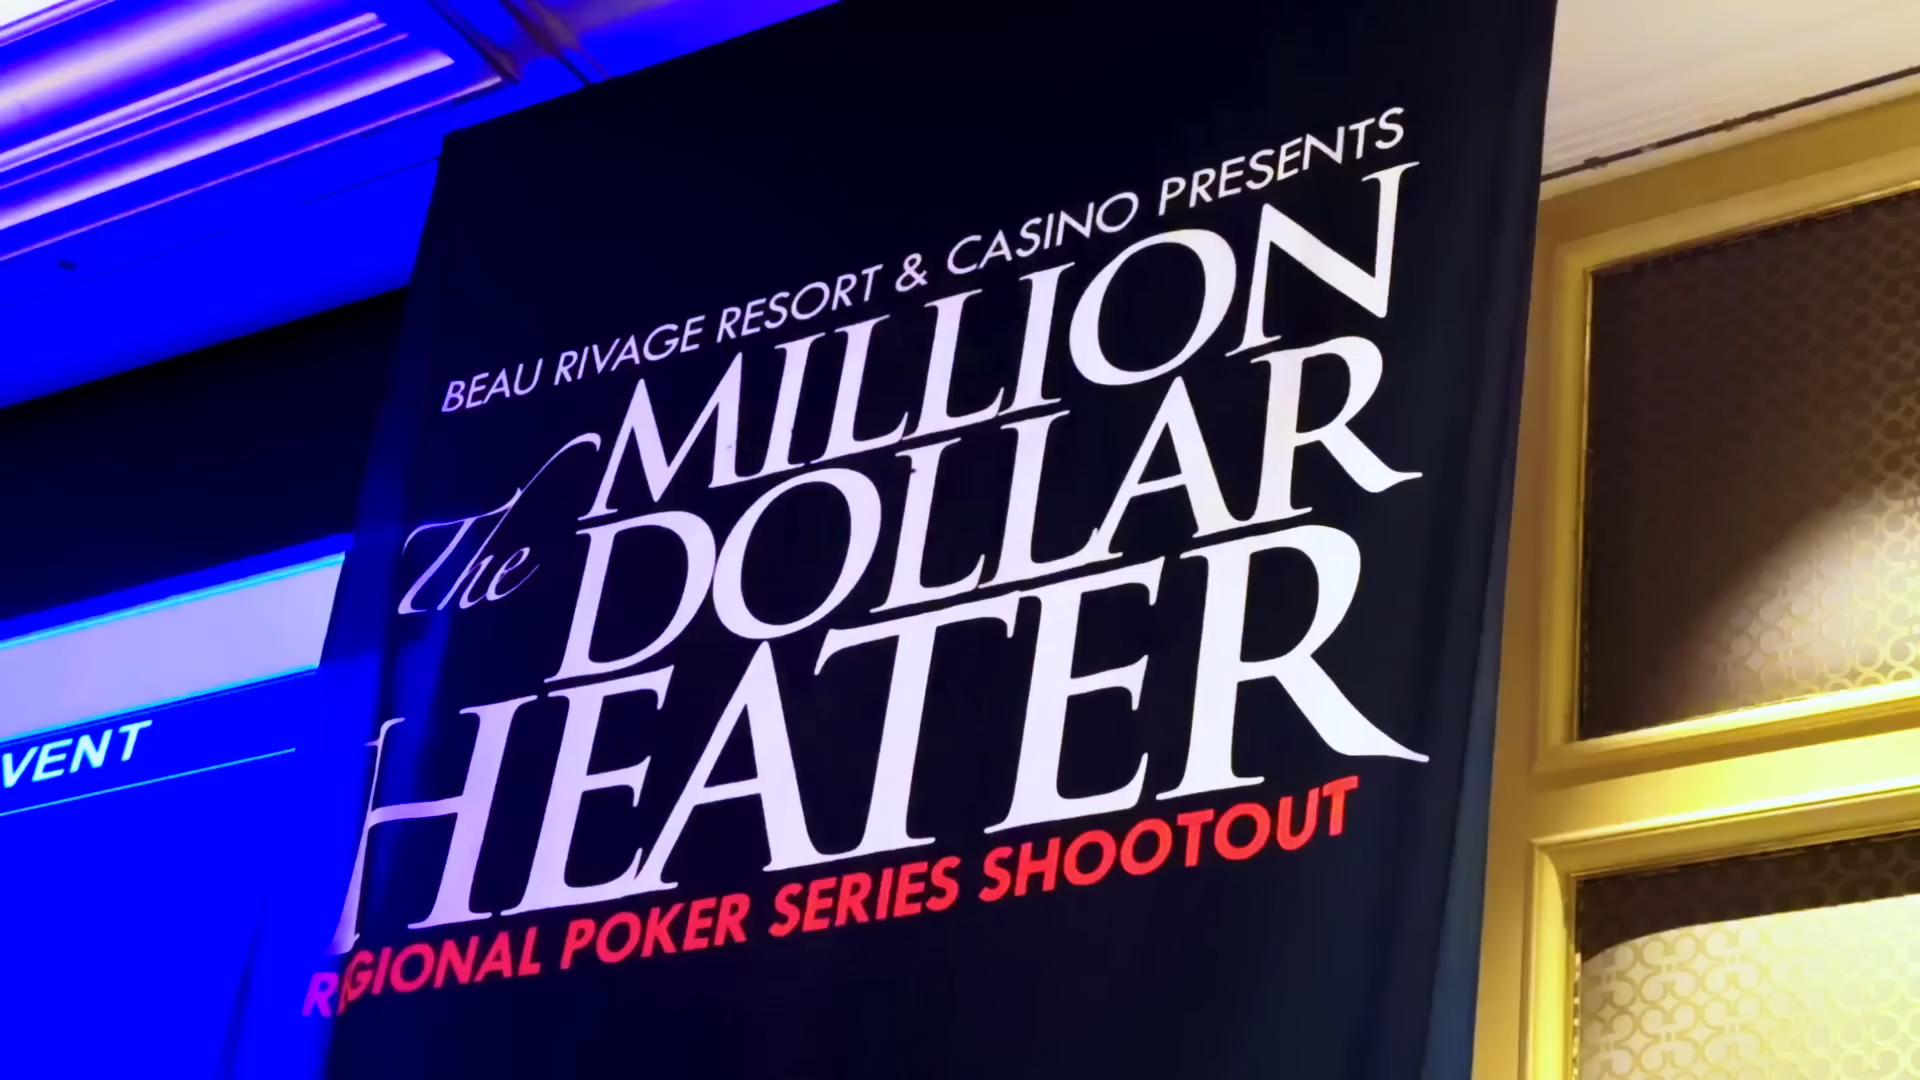 BEAU RIVAGE RESORT & CASINO PRESENTS
The MILLION
DOLLAR
HEATER
REGIONAL POKER SERIES SHOOTOUT
VENT